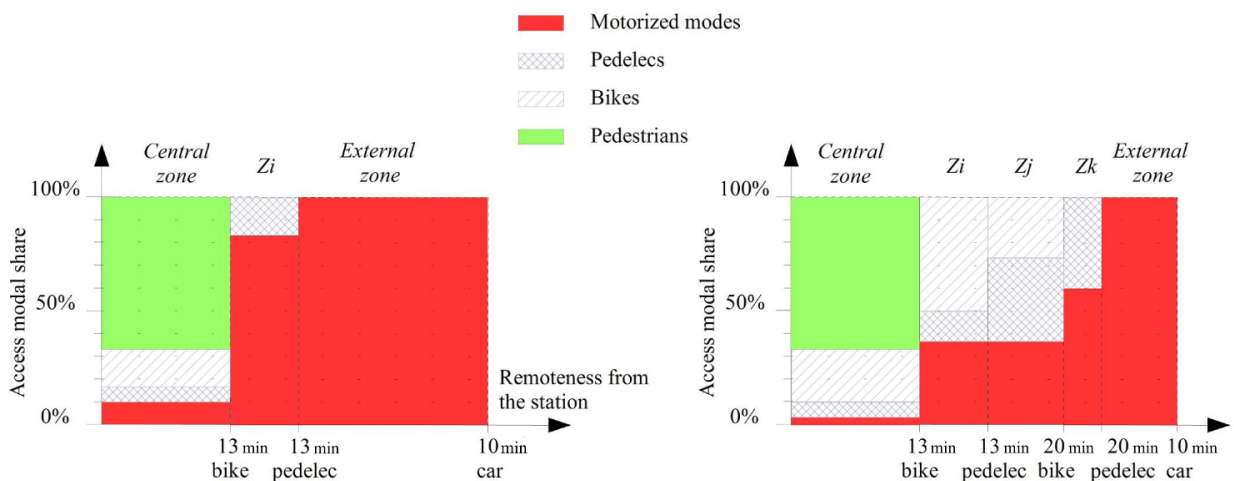 Motorized modes
Pedelecs
Bikes
Pedestrians
Access modal share
100%
50%
0%
Central
zone
Zi
External
zone
Remoteness from
the station
13 min
bike
13 min
pedelec
10 min
car
Access modal share
100%
50%
0%
Central
zone
Zi
Zj
Zk
External
zone
13 min
bike
13 min
pedelec
20 min
bike
20 min
pedelec
10 min
car